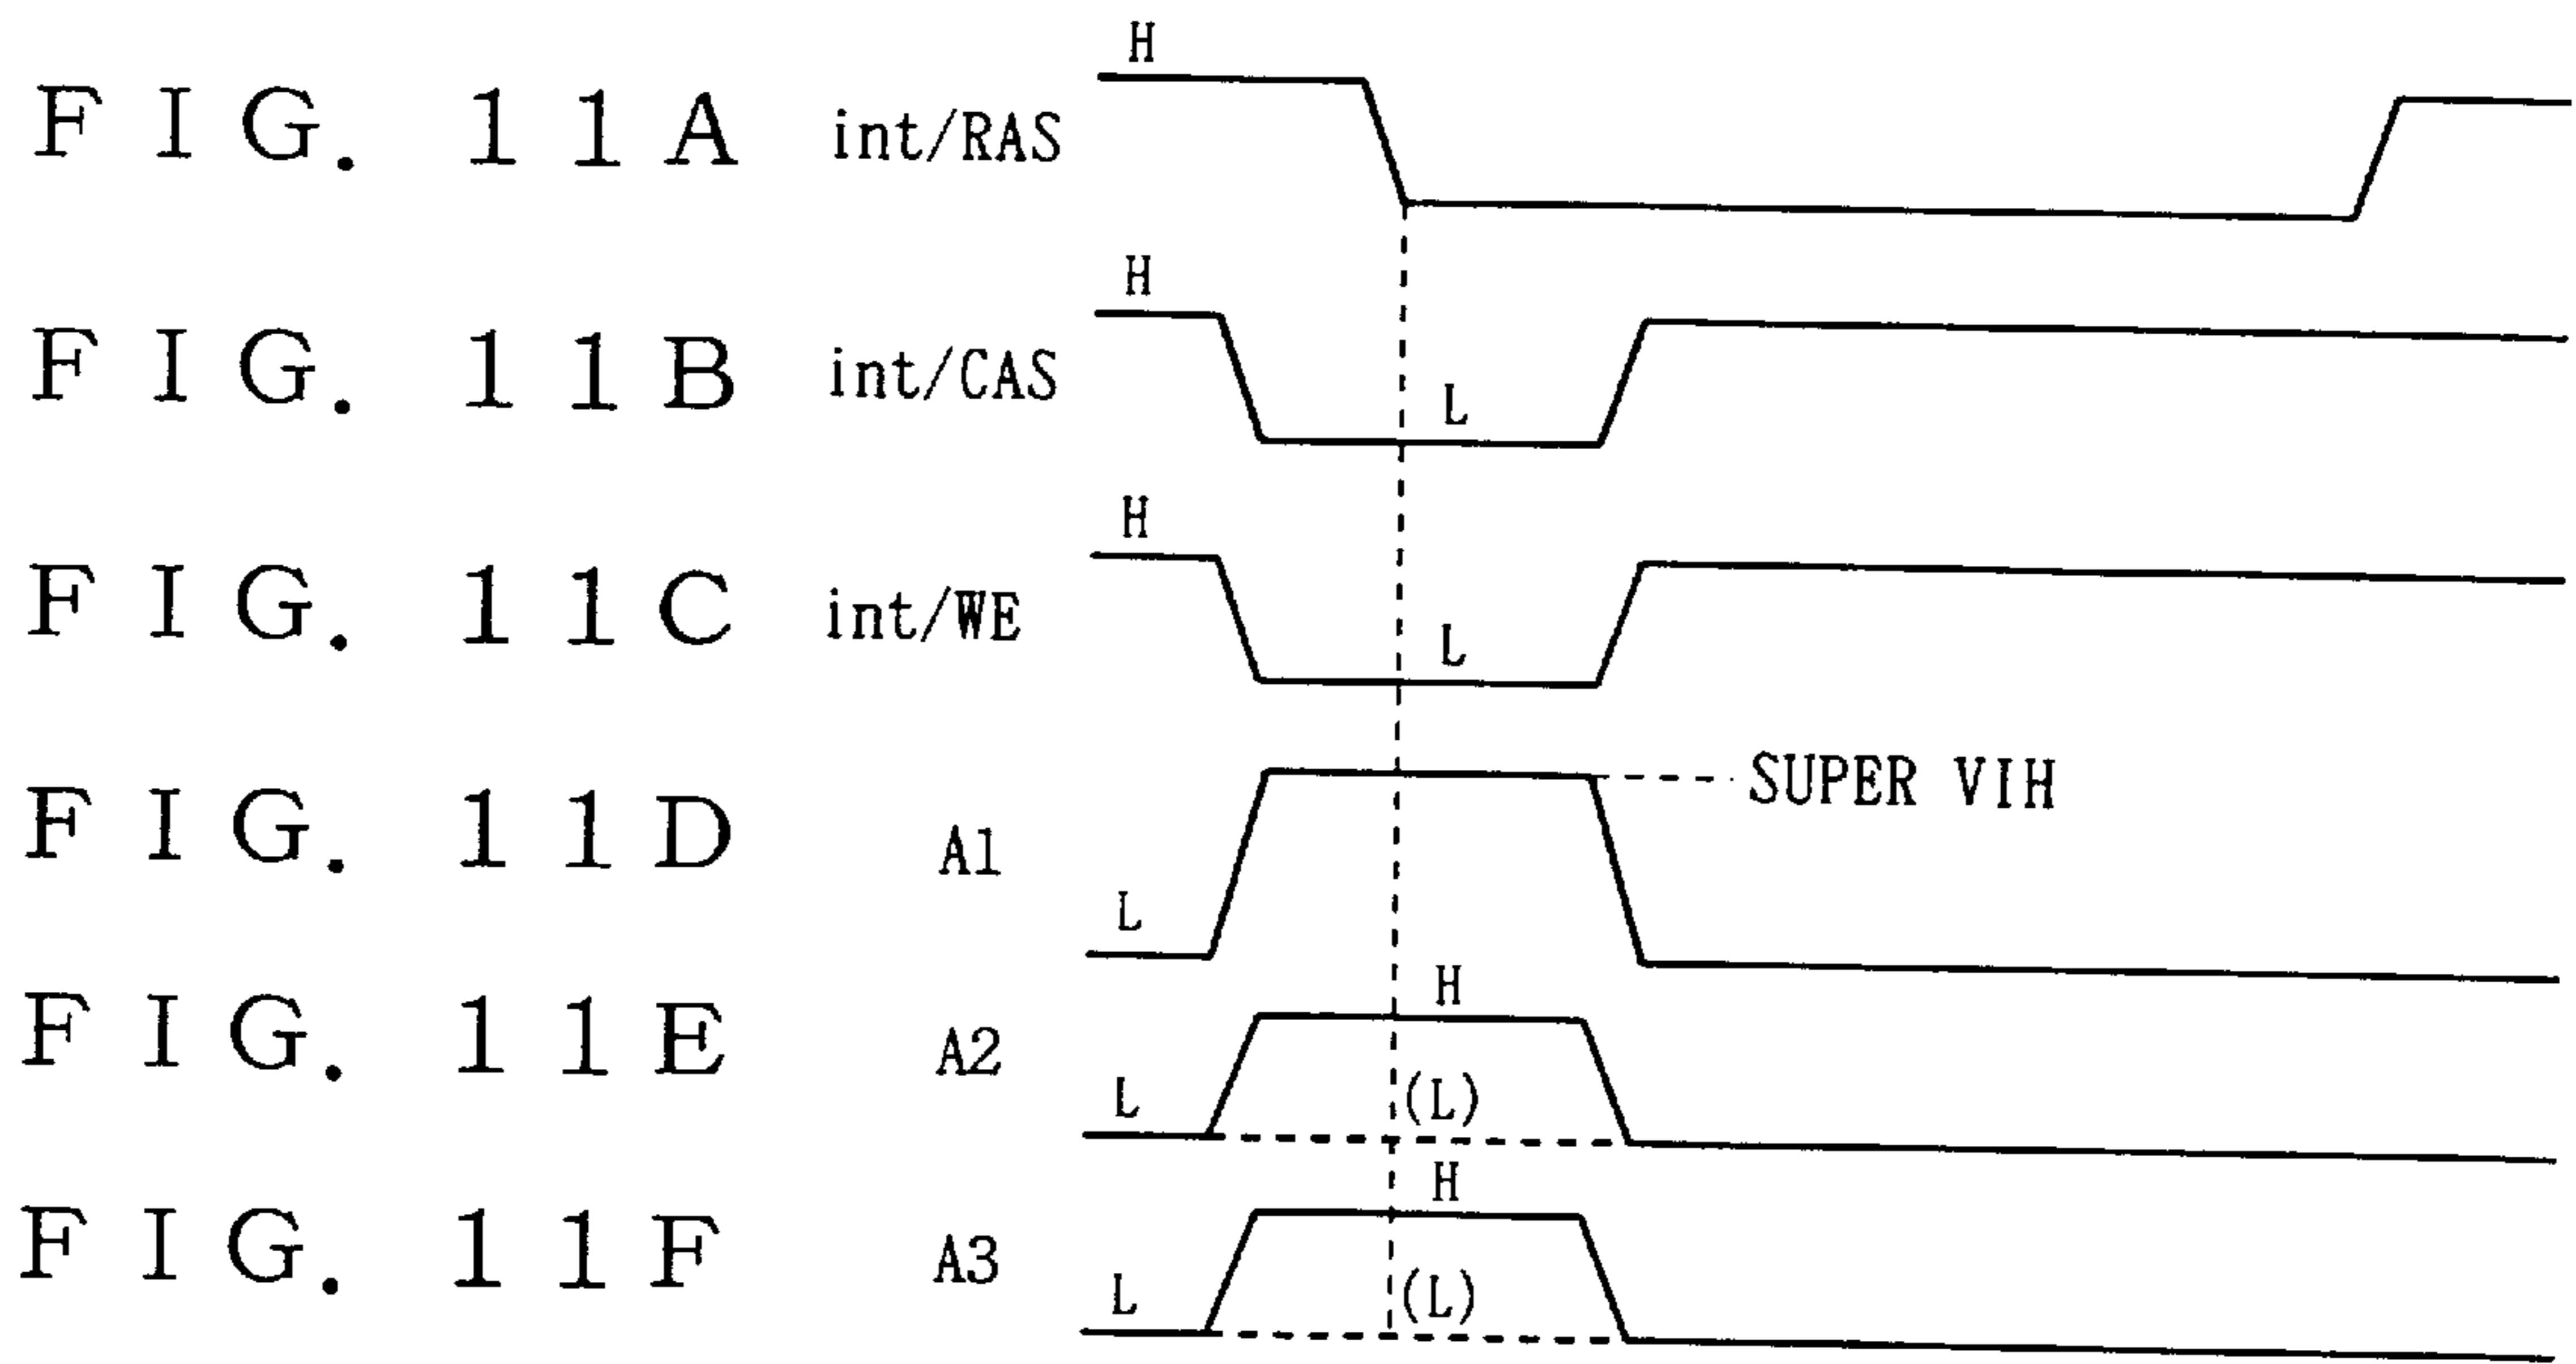 H
FIG. 11A int/RAS
H
FIG. 11B int/CAS
L
H
FIG. 11C int/WE
L
SUPER VIH
FIG. 11D A1
L
H
FIG. 11E A2
L (L)
H
FIG. 11F A3
L (L)